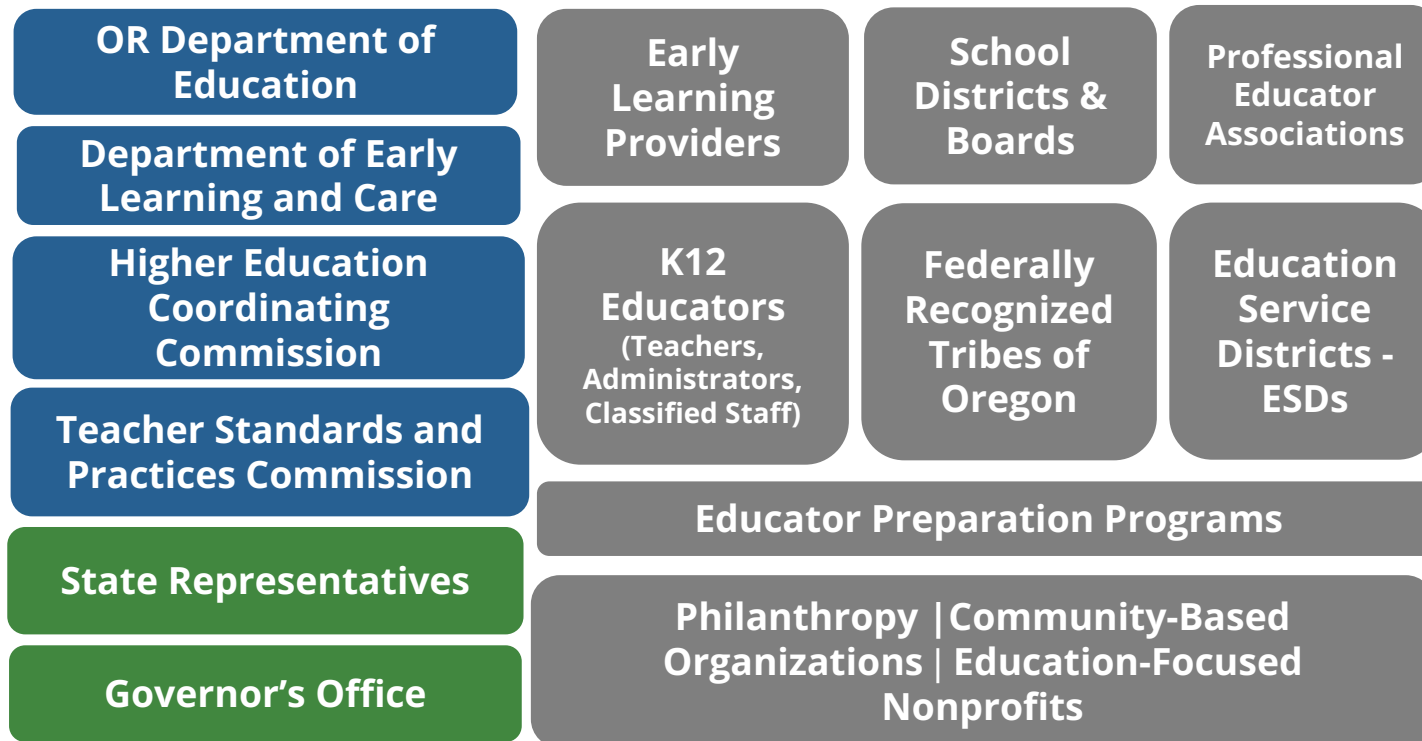 OR Department of
Education
Department of Early
Learning and Care
Higher Education
Coordinating
Commission
Teacher Standards and
Practices Commission
State Representatives
Governor’s Office
Early
Learning
Providers
School
Districts &
Boards
Professional
Educator
Associations
K12
Educators
(Teachers,
Administrators,
Classified Staff)
Federally
Recognized
Tribes of
Oregon
Education
Service
Districts -
ESDs
Educator Preparation Programs
Philanthropy |Community-Based
Organizations | Education-Focused
Nonprofits